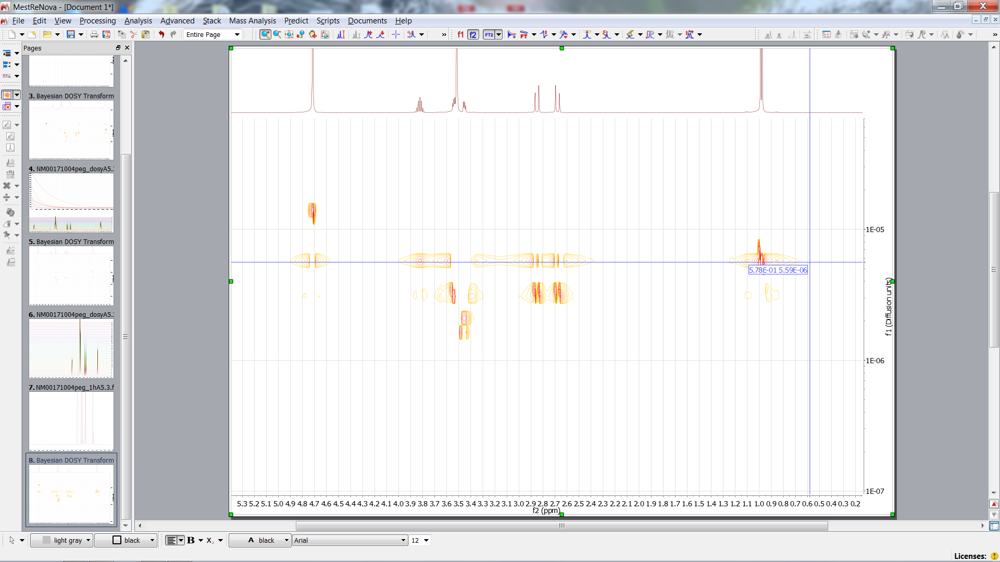 MestReNova - [Document 1*]
File Edit View Processing Analysis Advanced Stack Mass Analysis Predict Scripts Documents Help
Entire Page
f1 f2 FT2
Pages
3. Bayesian DOSY Transform
4. NM00171004peg_dosyA5.
5. Bayesian DOSY Transform
6. NM00171004peg_dosyA5.
7. NM00171004peg_1hA5.3.f
8. Bayesian DOSY Transform
1E-05
5.78E-01 5.59E-06
1E-06
1E-07
f1 (Diffusion units)
5.3 5.2 5.1 5.0 4.9 4.8 4.7 4.6 4.5 4.4 4.3 4.2 4.1 4.0 3.9 3.8 3.7 3.6 3.5 3.4 3.3 3.2 3.1 3.0 2.9 2.8 2.7 2.6 2.5 2.4 2.3 2.2 2.1 2.0 1.9 1.8 1.7 1.6 1.5 1.4 1.3 1.2 1.1 1.0 0.9 0.8 0.7 0.6 0.5 0.4 0.3 0.2
f2 (ppm)
light gray black B X₂ A black Arial 12
Licenses: